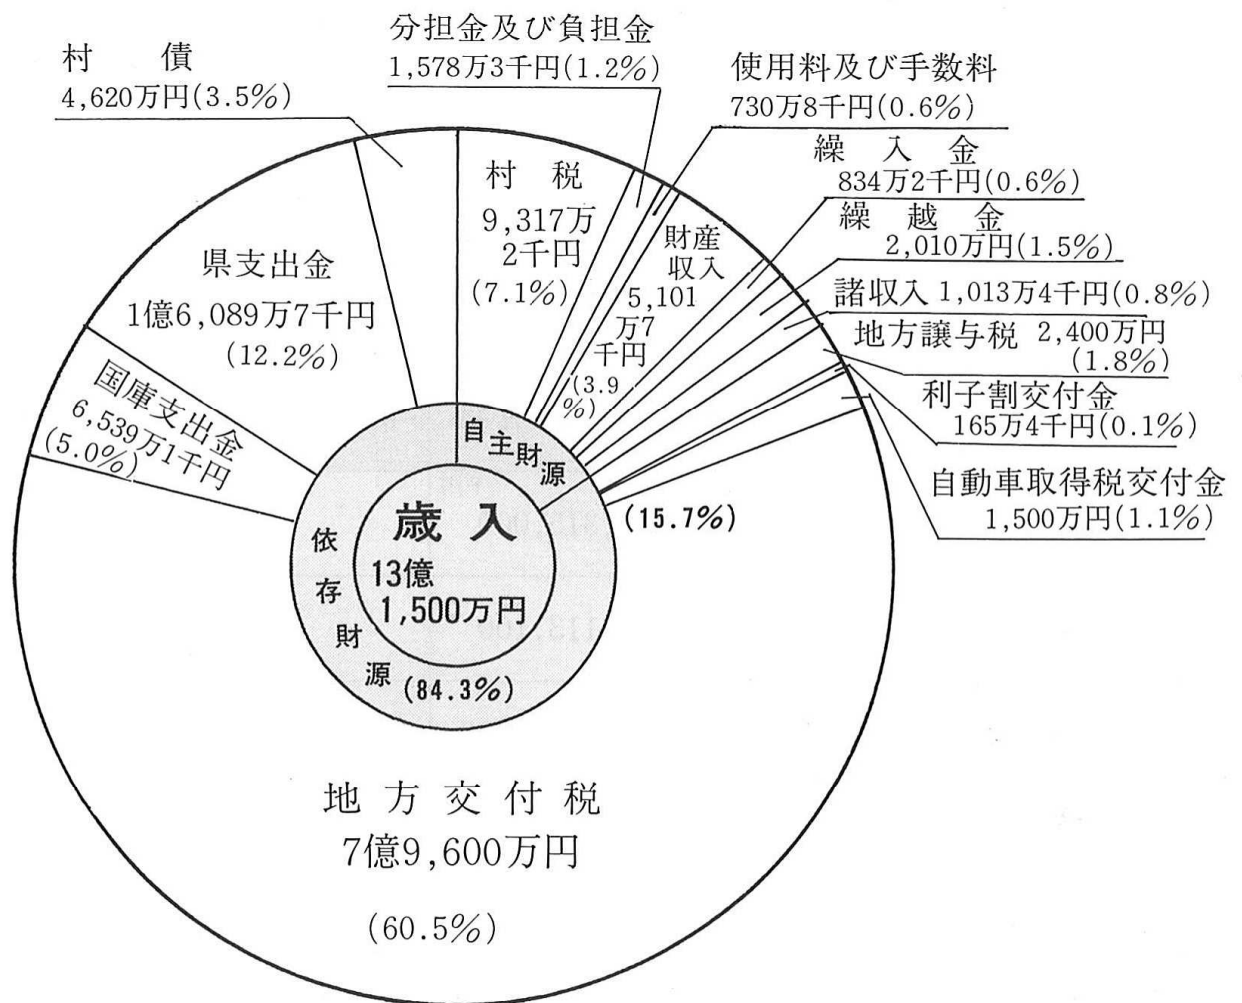 村債
4,620万円(3.5%)
分担金及び負担金
1,578万3千円(1.2%)
使用料及び手数料
730万8千円(0.6%)
繰入金
834万2千円(0.6%)
繰越金
2,010万円(1.5%)
諸収入 1,013万4千円(0.8%)
地方譲与税 2,400万円
(1.8%)
利子割交付金
165万4千円(0.1%)
自動車取得税交付金
1,500万円(1.1%)
村税
9,317万
2千円
(7.1%)
財産
収入
5,101
万7
千円
(3.9
%)
県支出金
1億6,089万7千円
(12.2%)
国庫支出金
6,539万1千円
(5.0%)
自主財源
(15.7%)
歳入
13億
1,500万円
依存財源
(84.3%)
地方交付税
7億9,600万円
(60.5%)